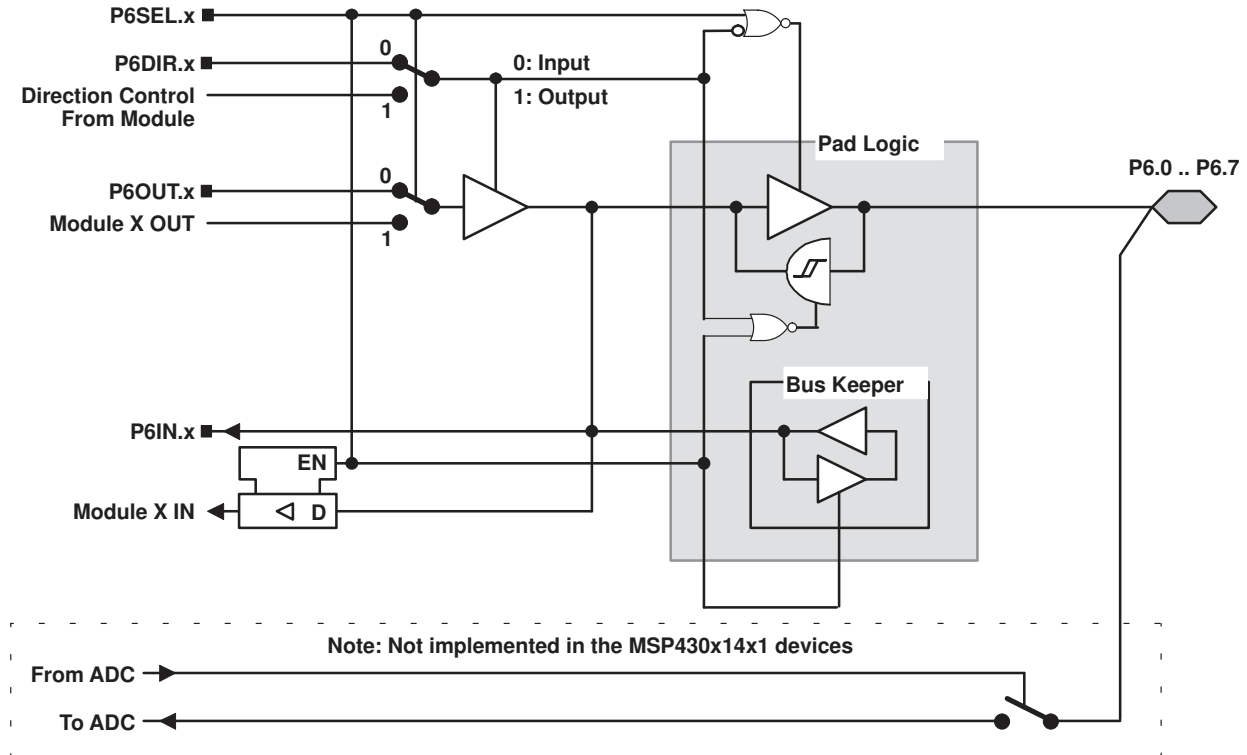 P6SEL.x
P6DIR.x
0
0: Input
Direction Control
From Module
1
1: Output
Pad Logic
P6.0 .. P6.7
P6OUT.x
0
Module X OUT
1
Bus Keeper
P6IN.x
EN
Module X IN
D
Note: Not implemented in the MSP430x14x1 devices
From ADC
To ADC